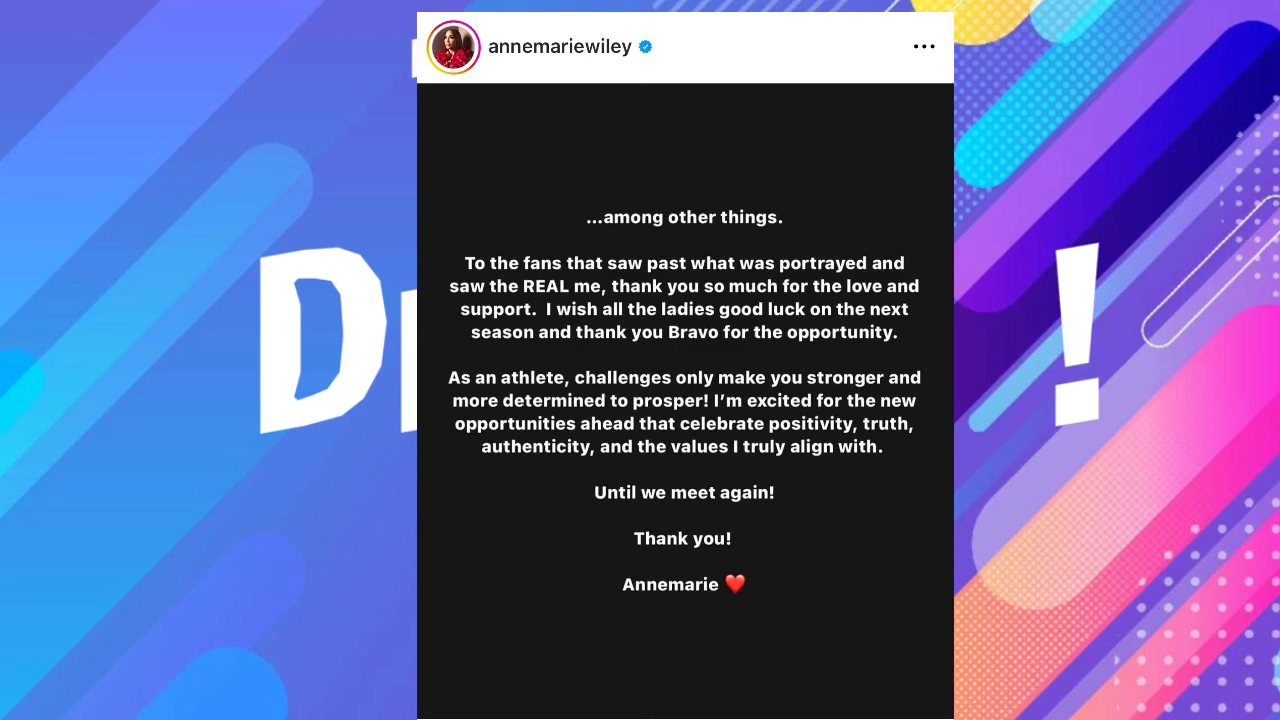 annemariewiley
...among other things.
To the fans that saw past what was portrayed and
saw the REAL me, thank you so much for the love and
support.  I wish all the ladies good luck on the next
season and thank you Bravo for the opportunity.
As an athlete, challenges only make you stronger and
more determined to prosper! I’m excited for the new
opportunities ahead that celebrate positivity, truth,
authenticity, and the values I truly align with.
Until we meet again!
Thank you!
Annemarie ❤️